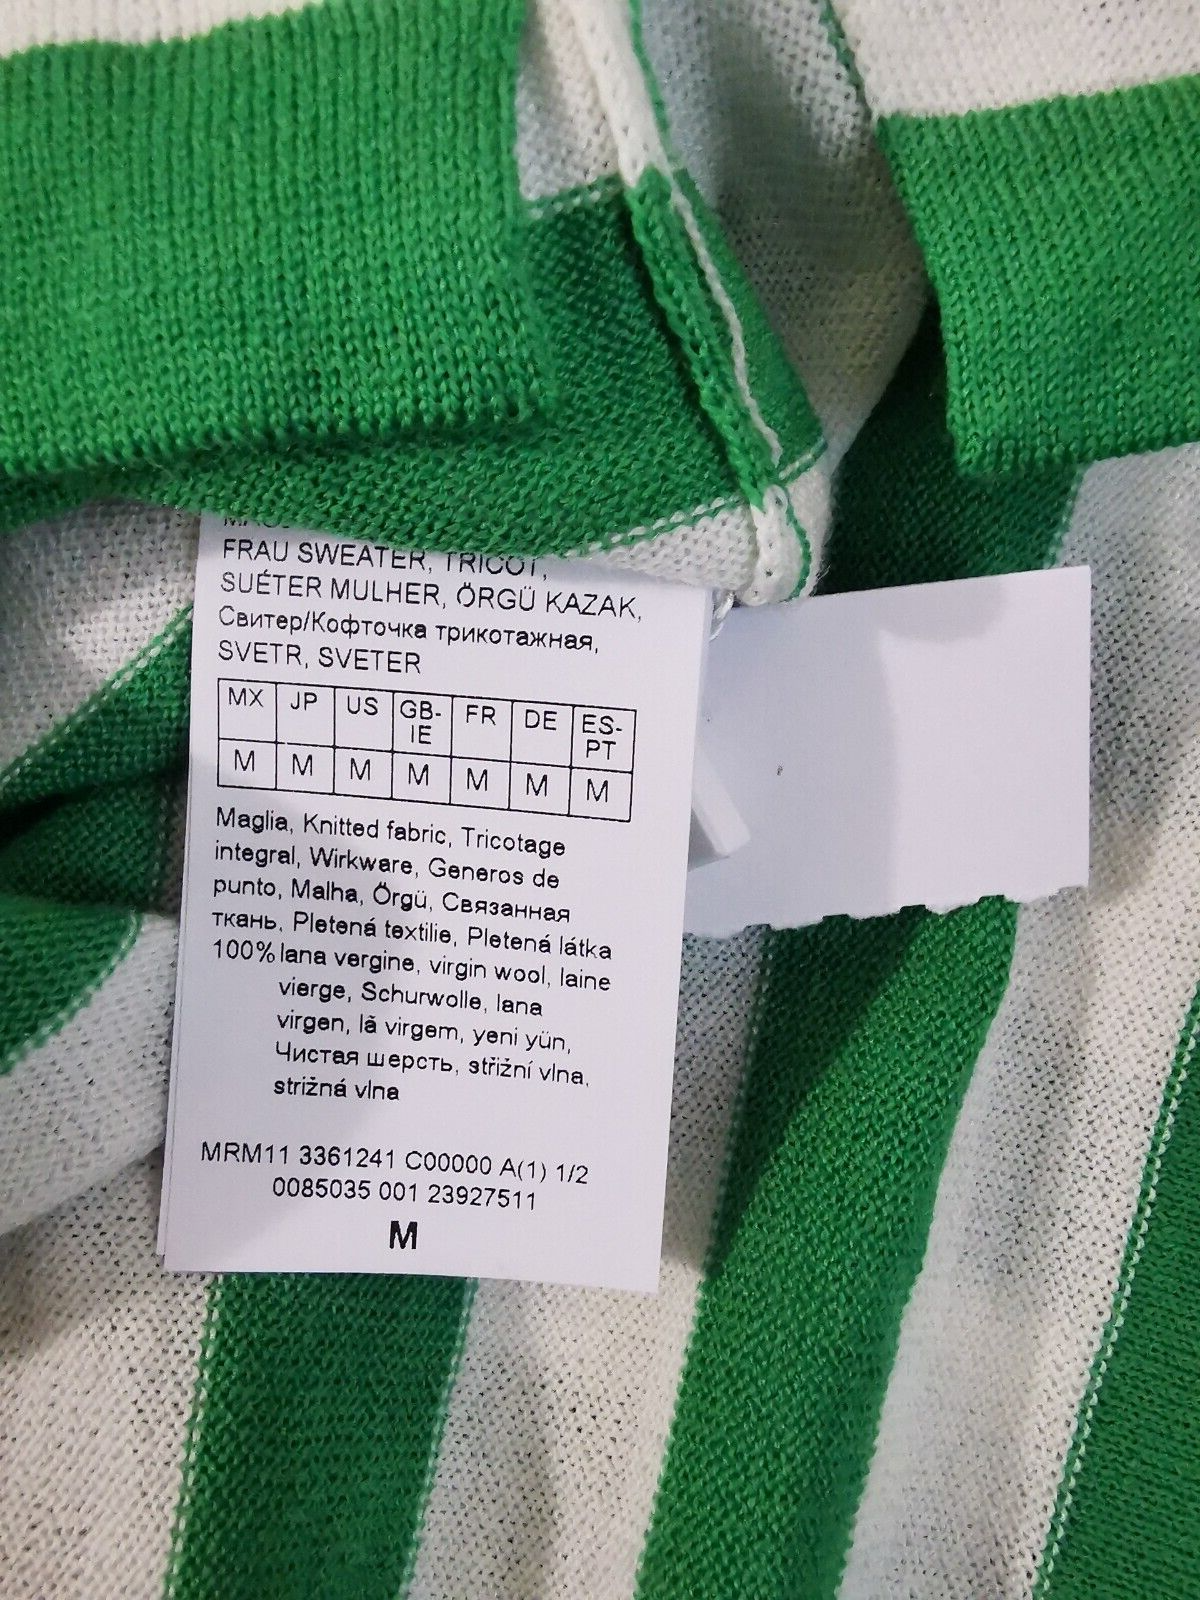 FRAU SWEATER, TRICOT,
SUÉTER MULHER, ÖRGÜ KAZAK,
Свитер/Кофточка трикотажная,
SVETR, SVETER
MX JP US GB-IE FR DE ES-PT
M M M M M M M
Maglia, Knitted fabric, Tricotage
integral, Wirkware, Generos de
punto, Malha, Örgü, Связанная
ткань, Pletená textilie, Pletená látka
100% lana vergine, virgin wool, laine
vierge, Schurwolle, lana
virgen, lã virgem, yeni yün,
Чистая шерсть, střižní vlna,
strižná vlna
MRM11 3361241 C00000 A(1) 1/2
0085035 001 23927511
M